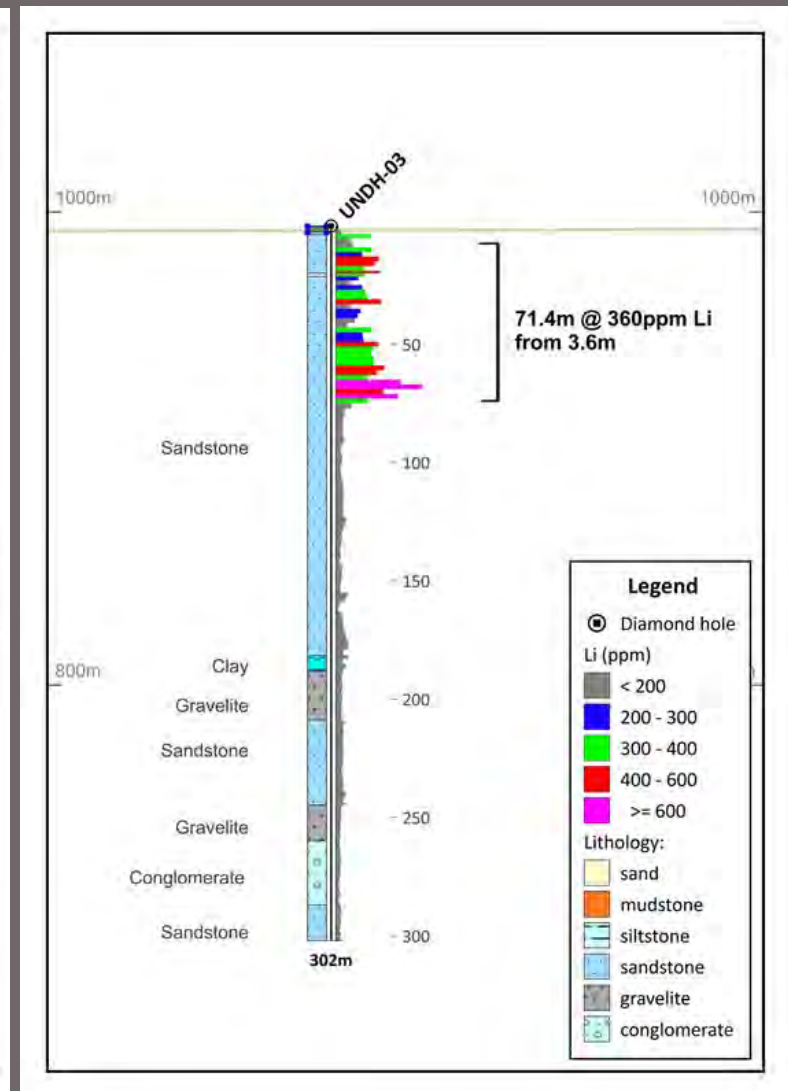 UNDH-03
1000m
1000m
71.4m @ 360ppm Li
from 3.6m
- 50
Sandstone
- 100
- 150
Clay
800m
Gravelite
- 200
Sandstone
- 250
Gravelite
Conglomerate
Sandstone
- 300
302m
Legend
Diamond hole
Li (ppm)
< 200
200 - 300
300 - 400
400 - 600
>= 600
Lithology:
sand
mudstone
siltstone
sandstone
gravelite
conglomerate